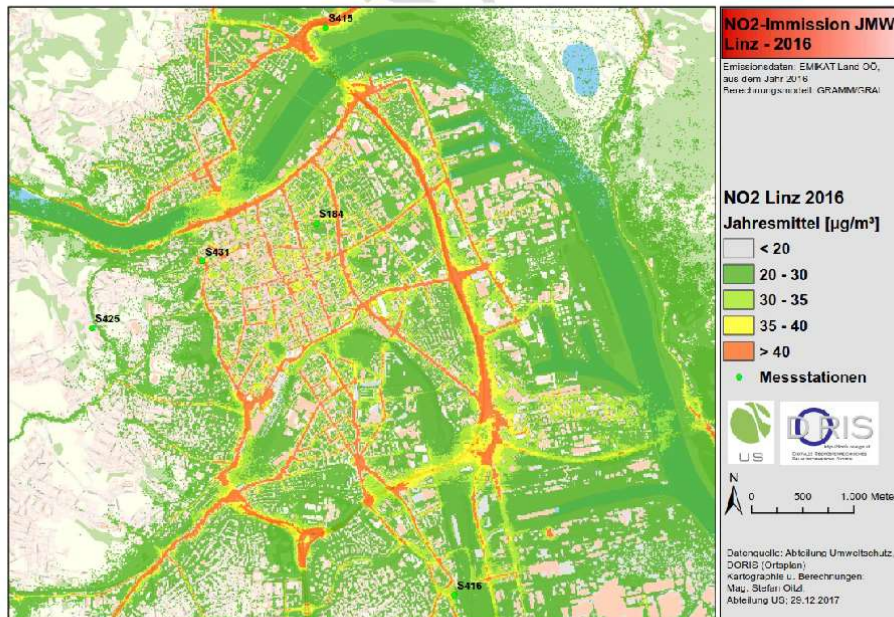 S415
S184
S431
S425
S416
NO2-Immission JMW
Linz - 2016
Emissionsdaten: EMIKAT Land OÖ,
aus dem Jahr 2016
Berechnungsmodell: GRAMM/GRAL
NO2 Linz 2016
Jahresmittel [µg/m³]
< 20
20 - 30
30 - 35
35 - 40
> 40
Messstationen
US
DORIS
N
0 500 1.000 Mete
Datenquelle: Abteilung Umweltschutz,
DORIS (Ortsplan)
Kartographie u. Berechnungen:
Mag. Stefan Oitzl,
Abteilung US; 29.12.2017